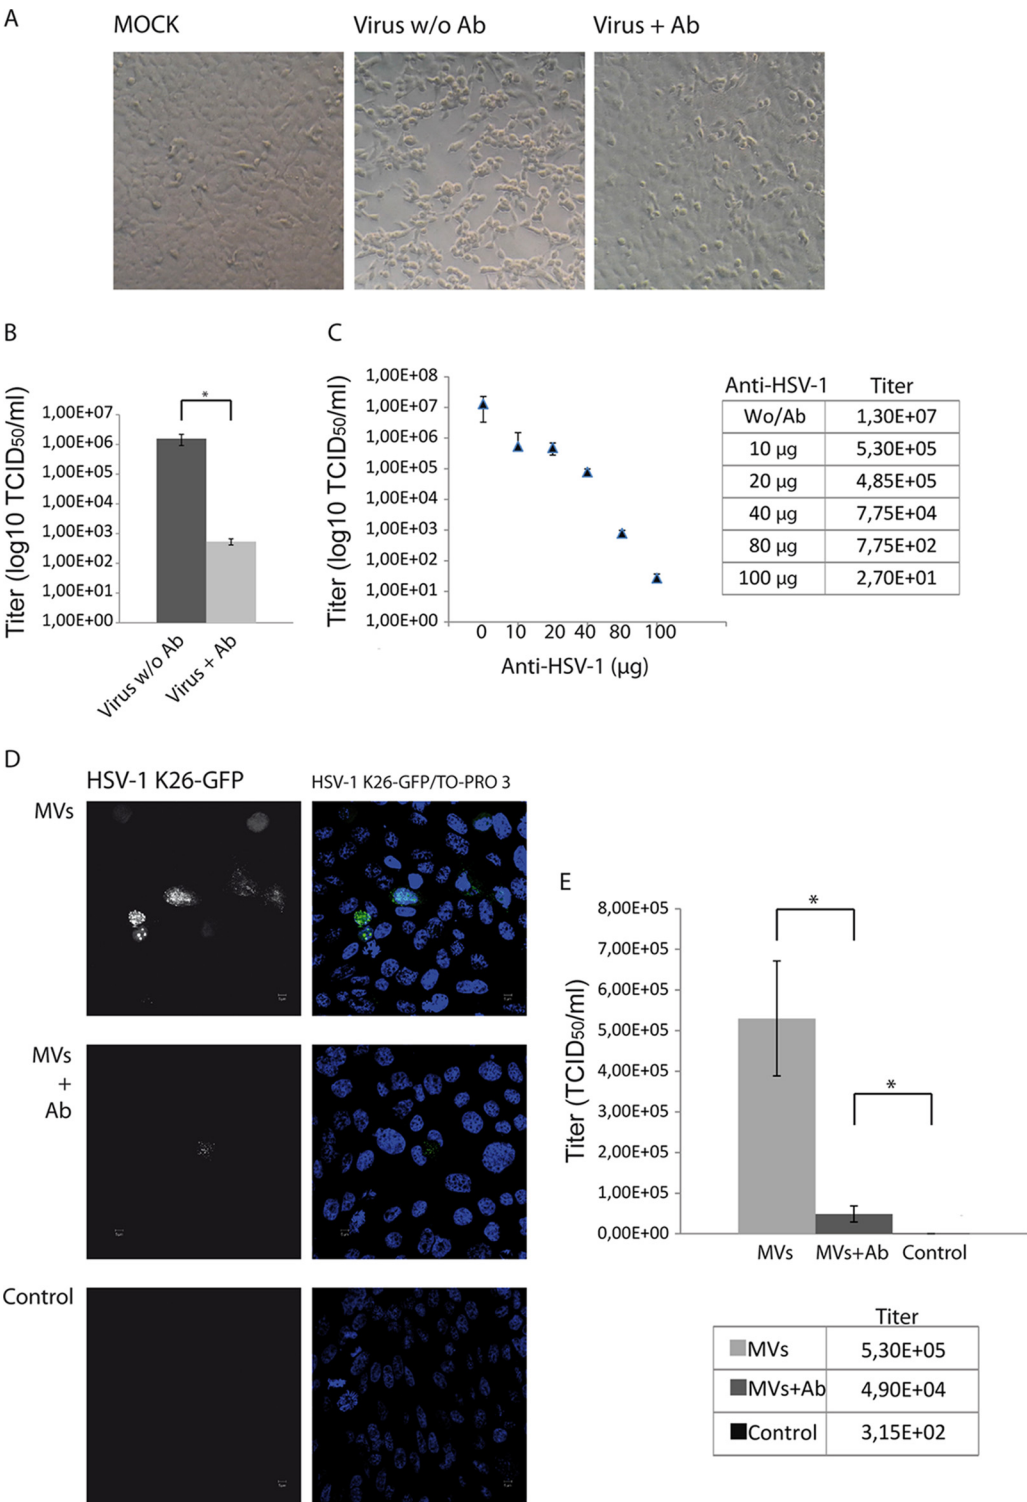 A
MOCK
Virus w/o Ab
Virus + Ab
B
Titer (log10 TCID50/ml)
1,00E+07
1,00E+06
1,00E+05
1,00E+04
1,00E+03
1,00E+02
1,00E+01
1,00E+00
*
Virus w/o Ab
Virus + Ab
C
Titer (log10 TCID50/ml)
1,00E+08
1,00E+07
1,00E+06
1,00E+05
1,00E+04
1,00E+03
1,00E+02
1,00E+01
1,00E+00
0 10 20 40 80 100
Anti-HSV-1 (µg)
Anti-HSV-1 Titer
Wo/Ab 1,30E+07
10 µg 5,30E+05
20 µg 4,85E+05
40 µg 7,75E+04
80 µg 7,75E+02
100 µg 2,70E+01
D
HSV-1 K26-GFP
HSV-1 K26-GFP/TO-PRO 3
MVs
MVs
+
Ab
Control
E
Titer (TCID50/ml)
8,00E+05
7,00E+05
6,00E+05
5,00E+05
4,00E+05
3,00E+05
2,00E+05
1,00E+05
0,00E+00
*
*
MVs MVs+Ab Control
Titer
MVs 5,30E+05
MVs+Ab 4,90E+04
Control 3,15E+02